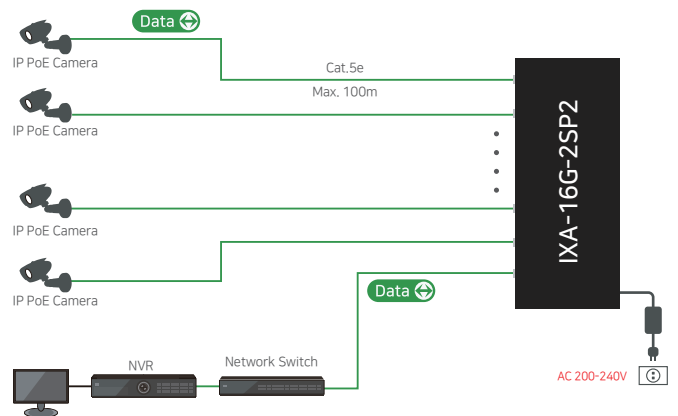 Data
IP PoE Camera
Cat.5e
Max. 100m
IP PoE Camera
IXA-16G-2SP2
IP PoE Camera
IP PoE Camera
Data
NVR
Network Switch
AC 200-240V